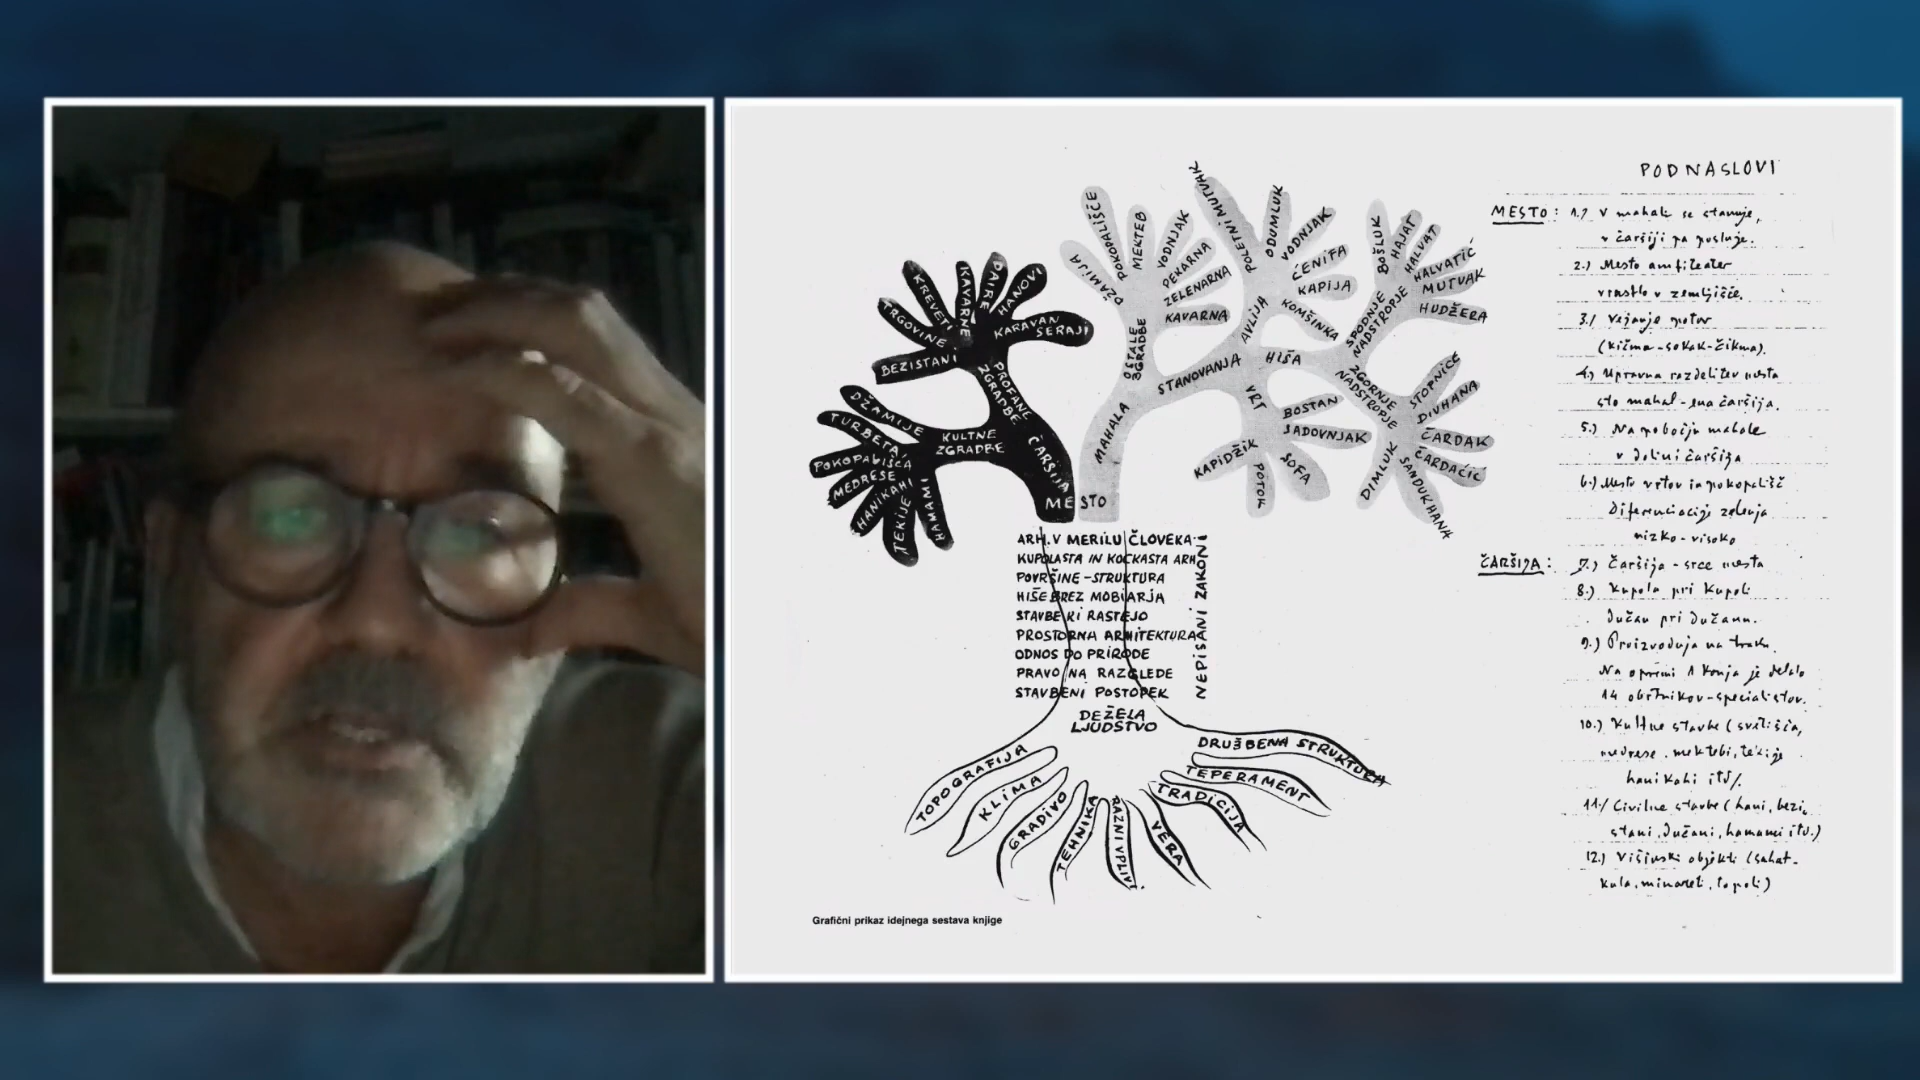 DŽAMIJA
POKOPALIŠČE
MEKTEB
VODNJAK
PEKARNA
ZELENARNA
KAVARNA
OSTALE
ZGRADBE
POLETNI MUTVAK
ODUMLUK
VODNJAK
ĆENIFA
KAPIJA
KOMŠINKA
AVLIJA
BOŠLUK
HAJAT
HALVAT
HALVATIĆ
MUTVAK
HUDŽERA
SPODNJE
NADSTROPJE
STANOVANJA
HIŠA
VRT
BOSTAN
SADOVNJAK
SOFA
POTOK
KAPIDŽIK
ZGORNJE
NADSTROPJE
STOPNICE
DIVHANA
ČARDAK
ČARDAČIĆ
SANDUKHANA
DIMLUK
MAHALA
BEZISTANI
TRGOVINE
KREVETI
KAVARNE
DAIRE
HANOVI
KARAVAN
SERAJI
PROFANE
ZGRADBE
DŽAMIJE
TURBETA
POKOPALIŠČA
MEDRESE
HANIKAHI
TEKIJE
HAMAMI
KULTNE
ZGRADBE
ČARŠIJA
MESTO
ARH. V MERILU ČLOVEKA
KUPOLASTA IN KOCKASTA ARH.
POVRŠINE - STRUKTURA
HIŠE BREZ MOBIARJA
STAVBE KI RASTEJO
PROSTORNA ARHITEKTURA
ODNOS DO PRIRODE
PRAVO NA RAZGLEDE
STAVBENI POSTOPEK
NEPISANI ZAKONI
DEŽELA
LJUDSTVO
TOPOGRAFIJA
KLIMA
GRADIVO
TEHNIKA
RAZNI VPLIVI
VERA
TRADICIJA
TEPERAMENT
DRUŽBENA STRUKTURA
Grafični prikaz idejnega sestava knjige
PODNASLOVI
MESTO: 1.) V mahali se stanuje,
v čaršiji pa posluje.
2.) Mesto amfiteater
vraslo v zemljišče.
3.)
(kičma - sokak - čikma).
4.) Upravna razdelitev mesta
sto mahal - ena čaršija.
5.) Na pobočju mahale
v dolini čaršija
6.) Mesto vrtov in pokopališč
Diferenciacija zelenja
nizko - visoko
ČARŠIJA: 7.) Čaršija - srce mesta
8.) Kupola pri kupoli
Dućan pri dućanu.
9.) Proizvodnja na traku.
Na opremi 1 konja je delalo
14 obrtnikov - specialistov.
10.) Kultne stavbe (svetišča,
medrese, mektebi, tekije
hanikahi itd).
11.) Civilne stavbe (hani, bezi-
stani, dućani, hamami itd.)
12.) Višinski objekti (sahat-
kula, minareti, topoli)